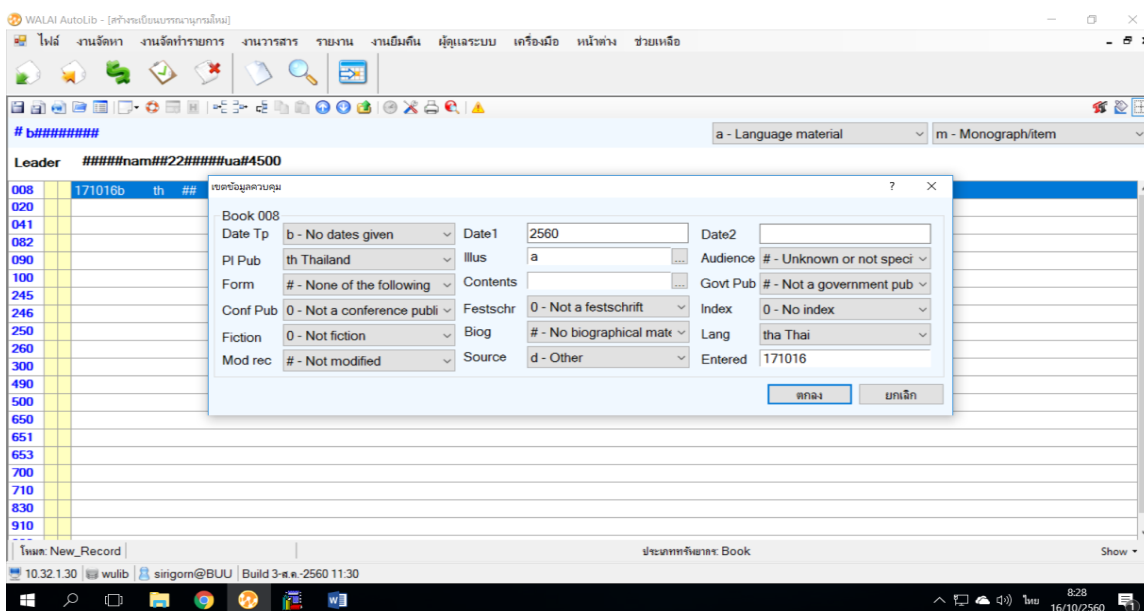 WALAI AutoLib - [สร้างระเบียนบรรณานุกรมใหม่]
ไฟล์ งานจัดหา งานจัดทำรายการ งานวารสาร รายงาน งานยืมคืน ผู้ดูแลระบบ เครื่องมือ หน้าต่าง ช่วยเหลือ
# b########
a - Language material m - Monograph/item
Leader #####nam##22#####ua#4500
008 171016b th ##
เขตข้อมูลควบคุม
Book 008
Date Tp b - No dates given Date1 2560 Date2
Pl Pub th Thailand Illus a ... Audience # - Unknown or not speci
Form # - None of the following Contents ... Govt Pub # - Not a government pub
Conf Pub 0 - Not a conference publi Festschr 0 - Not a festschrift Index 0 - No index
Fiction 0 - Not fiction Biog # - No biographical mate Lang tha Thai
Mod rec # - Not modified Source d - Other Entered 171016
ตกลง ยกเลิก
020
041
082
090
100
245
246
250
260
300
490
500
650
651
653
700
710
830
910
โหมด: New_Record ประเภททรัพยากร: Book Show
10.32.1.30 wulib sirigorn@BUU Build 3-ส.ค.-2560 11:30
ไทย 8:28
16/10/2560